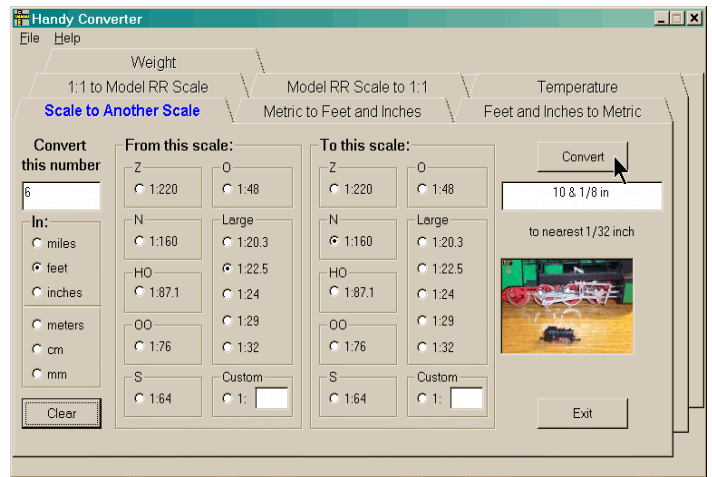 Handy Converter
File Help
Weight
1:1 to Model RR Scale Model RR Scale to 1:1 Temperature
Scale to Another Scale Metric to Feet and Inches Feet and Inches to Metric
Convert this number
6
In:
miles
feet
inches
meters
cm
mm
Clear
From this scale:
Z
1:220
N
1:160
HO
1:87.1
OO
1:76
S
1:64
O
1:48
Large
1:20.3
1:22.5
1:24
1:29
1:32
Custom
1:
To this scale:
Z
1:220
N
1:160
HO
1:87.1
OO
1:76
S
1:64
O
1:48
Large
1:20.3
1:22.5
1:24
1:29
1:32
Custom
1:
Convert
10 & 1/8 in
to nearest 1/32 inch
Exit